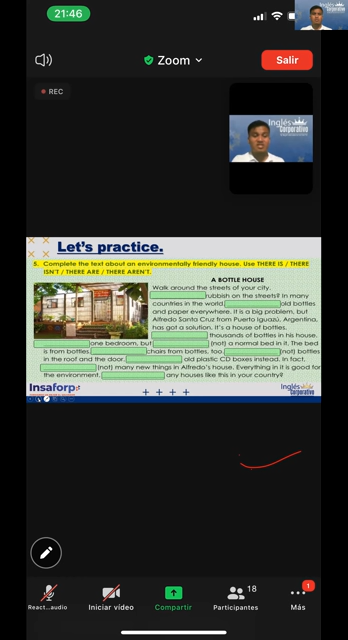 21:46
Zoom
Salir
REC
Inglés
Corporativo
Let's practice.
5. Complete the text about an environmentally friendly house. Use THERE IS / THERE
ISN'T / THERE ARE / THERE AREN'T.
A BOTTLE HOUSE
Walk around the streets of your city.
rubbish on the streets? In many
countries in the world old bottles
and paper everywhere. It is a big problem, but
Alfredo Santa Cruz from Puerto Iguazú, Argentina,
has got a solution. It's a house of bottles.
thousands of bottles in his house.
one bedroom, but (not) a normal bed in it. The bed
is from bottles. chairs from bottles, too. (not) bottles
in the roof and the door. old plastic CD boxes instead. In fact,
(not) many new things in Alfredo's house. Everything in it is good for
the environment. any houses like this in your country?
Insaforp
Inglés
Corporativo
React...audio
Iniciar vídeo
Compartir
18
Participantes
1
Más